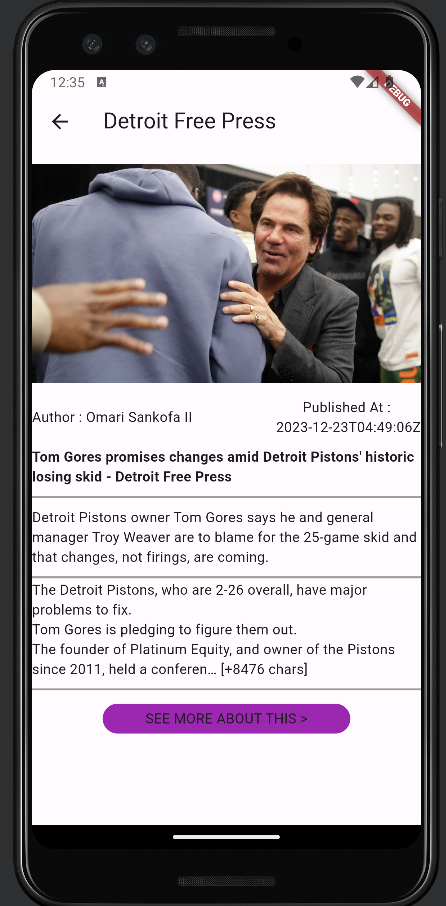 12:35
A
DEBUG
Detroit Free Press
Author : Omari Sankofa II
Published At :
2023-12-23T04:49:06Z
Tom Gores promises changes amid Detroit Pistons' historic
losing skid - Detroit Free Press
Detroit Pistons owner Tom Gores says he and general
manager Troy Weaver are to blame for the 25-game skid and
that changes, not firings, are coming.
The Detroit Pistons, who are 2-26 overall, have major
problems to fix.
Tom Gores is pledging to figure them out.
The founder of Platinum Equity, and owner of the Pistons
since 2011, held a conferen… [+8476 chars]
SEE MORE ABOUT THIS >